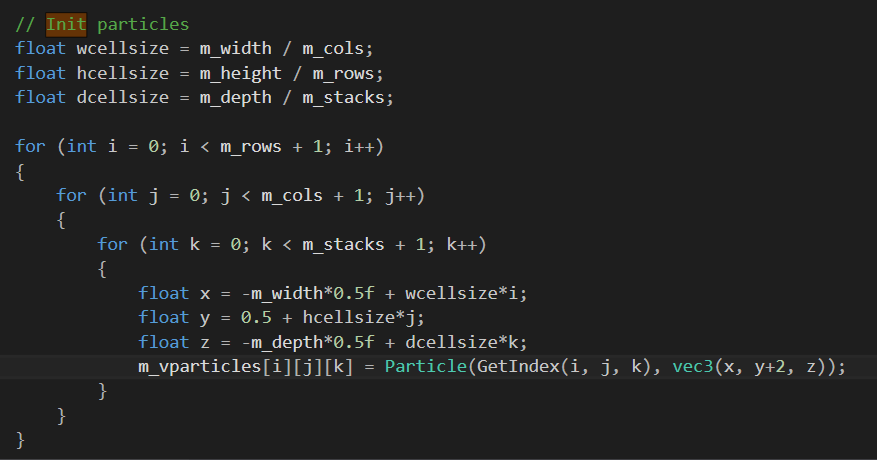 // Init particles
float wcellsize = m_width / m_cols;
float hcellsize = m_height / m_rows;
float dcellsize = m_depth / m_stacks;
for (int i = 0; i < m_rows + 1; i++)
{
for (int j = 0; j < m_cols + 1; j++)
{
for (int k = 0; k < m_stacks + 1; k++)
{
float x = -m_width*0.5f + wcellsize*i;
float y = 0.5 + hcellsize*j;
float z = -m_depth*0.5f + dcellsize*k;
m_vparticles[i][j][k] = Particle(GetIndex(i, j, k), vec3(x, y+2, z));
}
}
}